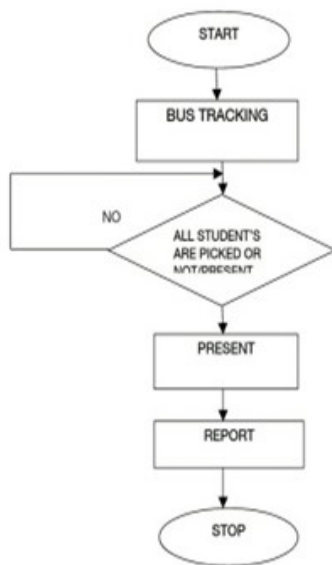 START
BUS TRACKING
NO
ALL STUDENT'S
ARE PICKED OR
NOT/PRESENT
PRESENT
REPORT
STOP